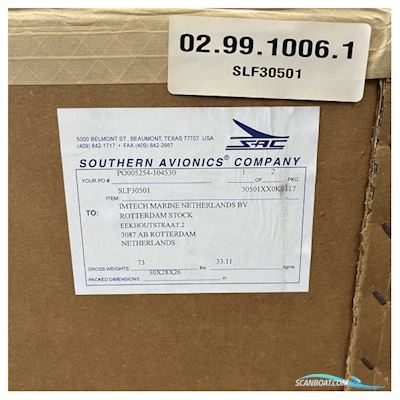 02.99.1006.1
SLF30501
5000 BELMONT ST., BEAUMONT, TEXAS 77707 USA
(409) 842-1717 • FAX (409) 842-2987
SAC
SOUTHERN AVIONICS® COMPANY
PO005254-104530 1 2
YOUR PO# OF PKG
SLF30501 30501XX0K0117
ITEM:
TO: IMTECH MARINE NETHERLANDS BV
ROTTERDAM STOCK
EEKHOUTSTRAAT 2
3087 AB ROTTERDAM
NETHERLANDS
73 33.11
GROSS WEIGHTS lbs. kgms.
30X28X26
PACKED DIMENSIONS in.
SCANBOAT.COM